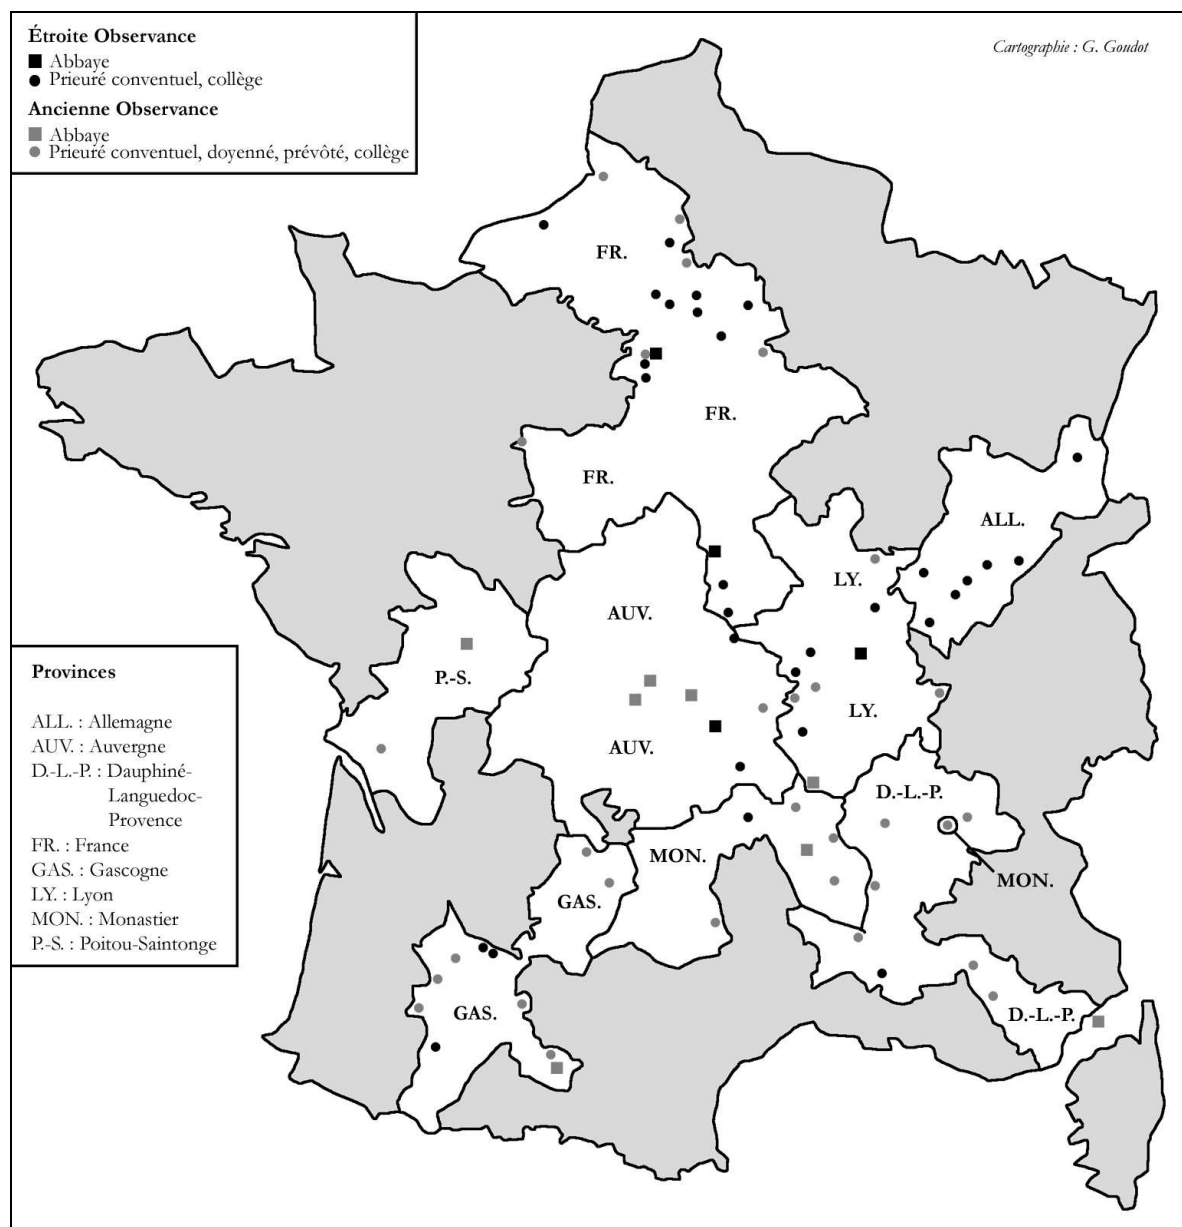 Étroite Observance
Abbaye
Prieuré conventuel, collège
Ancienne Observance
Abbaye
Prieuré conventuel, doyenné, prévôté, collège
Cartographie : G. Goudot
FR.
FR.
FR.
ALL.
LY.
AUV.
P.-S.
LY.
AUV.
D.-L.-P.
MON.
MON.
GAS.
GAS.
D.-L.-P.
Provinces
ALL. : Allemagne
AUV. : Auvergne
D.-L.-P. : Dauphiné-
Languedoc-
Provence
FR. : France
GAS. : Gascogne
LY. : Lyon
MON. : Monastier
P.-S. : Poitou-Saintonge